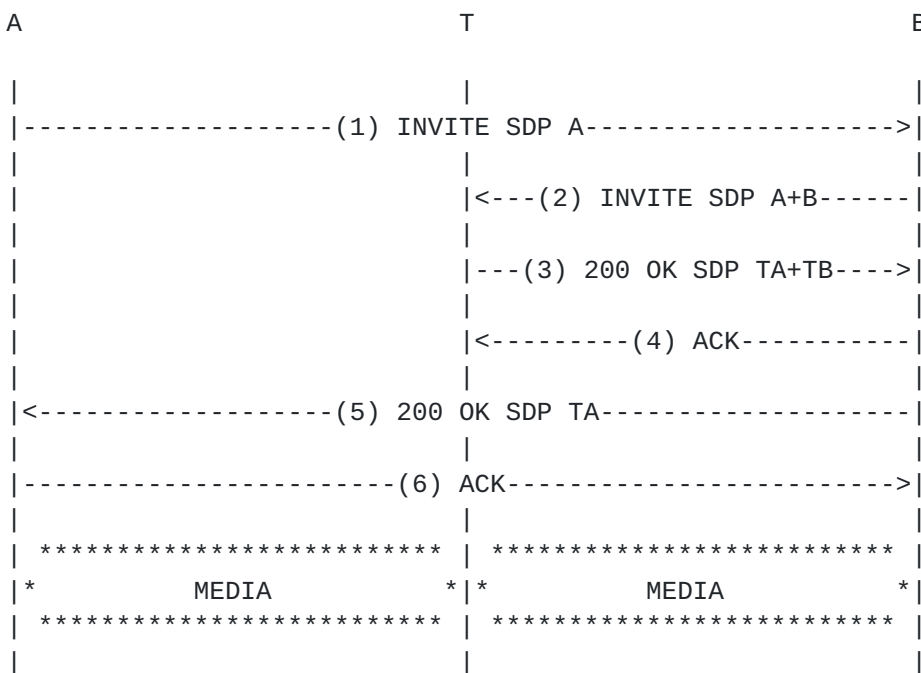 A T B
(1) INVITE SDP A
(2) INVITE SDP A+B
(3) 200 OK SDP TA+TB
(4) ACK
(5) 200 OK SDP TA
(6) ACK
MEDIA MEDIA